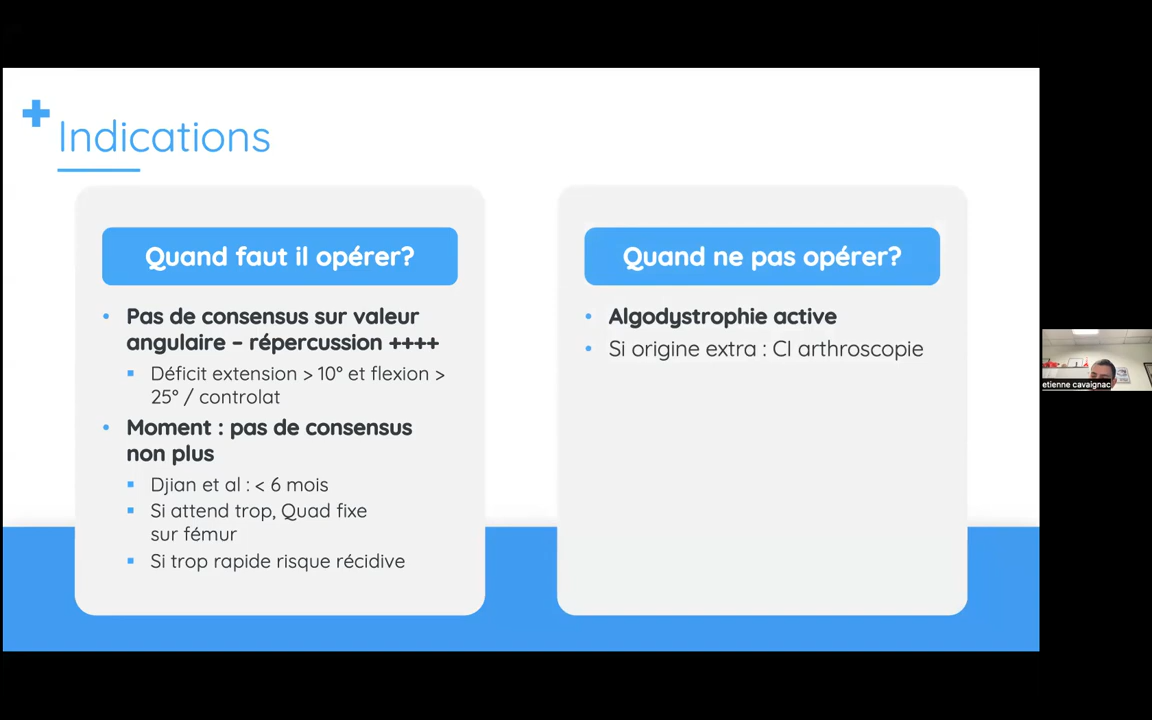 Indications
Quand faut il opérer?
Pas de consensus sur valeur
angulaire – répercussion ++++
Déficit extension > 10° et flexion >
25° / controlat
Moment : pas de consensus
non plus
Djian et al : < 6 mois
Si attend trop, Quad fixe
sur fémur
Si trop rapide risque récidive
Quand ne pas opérer?
Algodystrophie active
Si origine extra : CI arthroscopie
etienne cavaignac